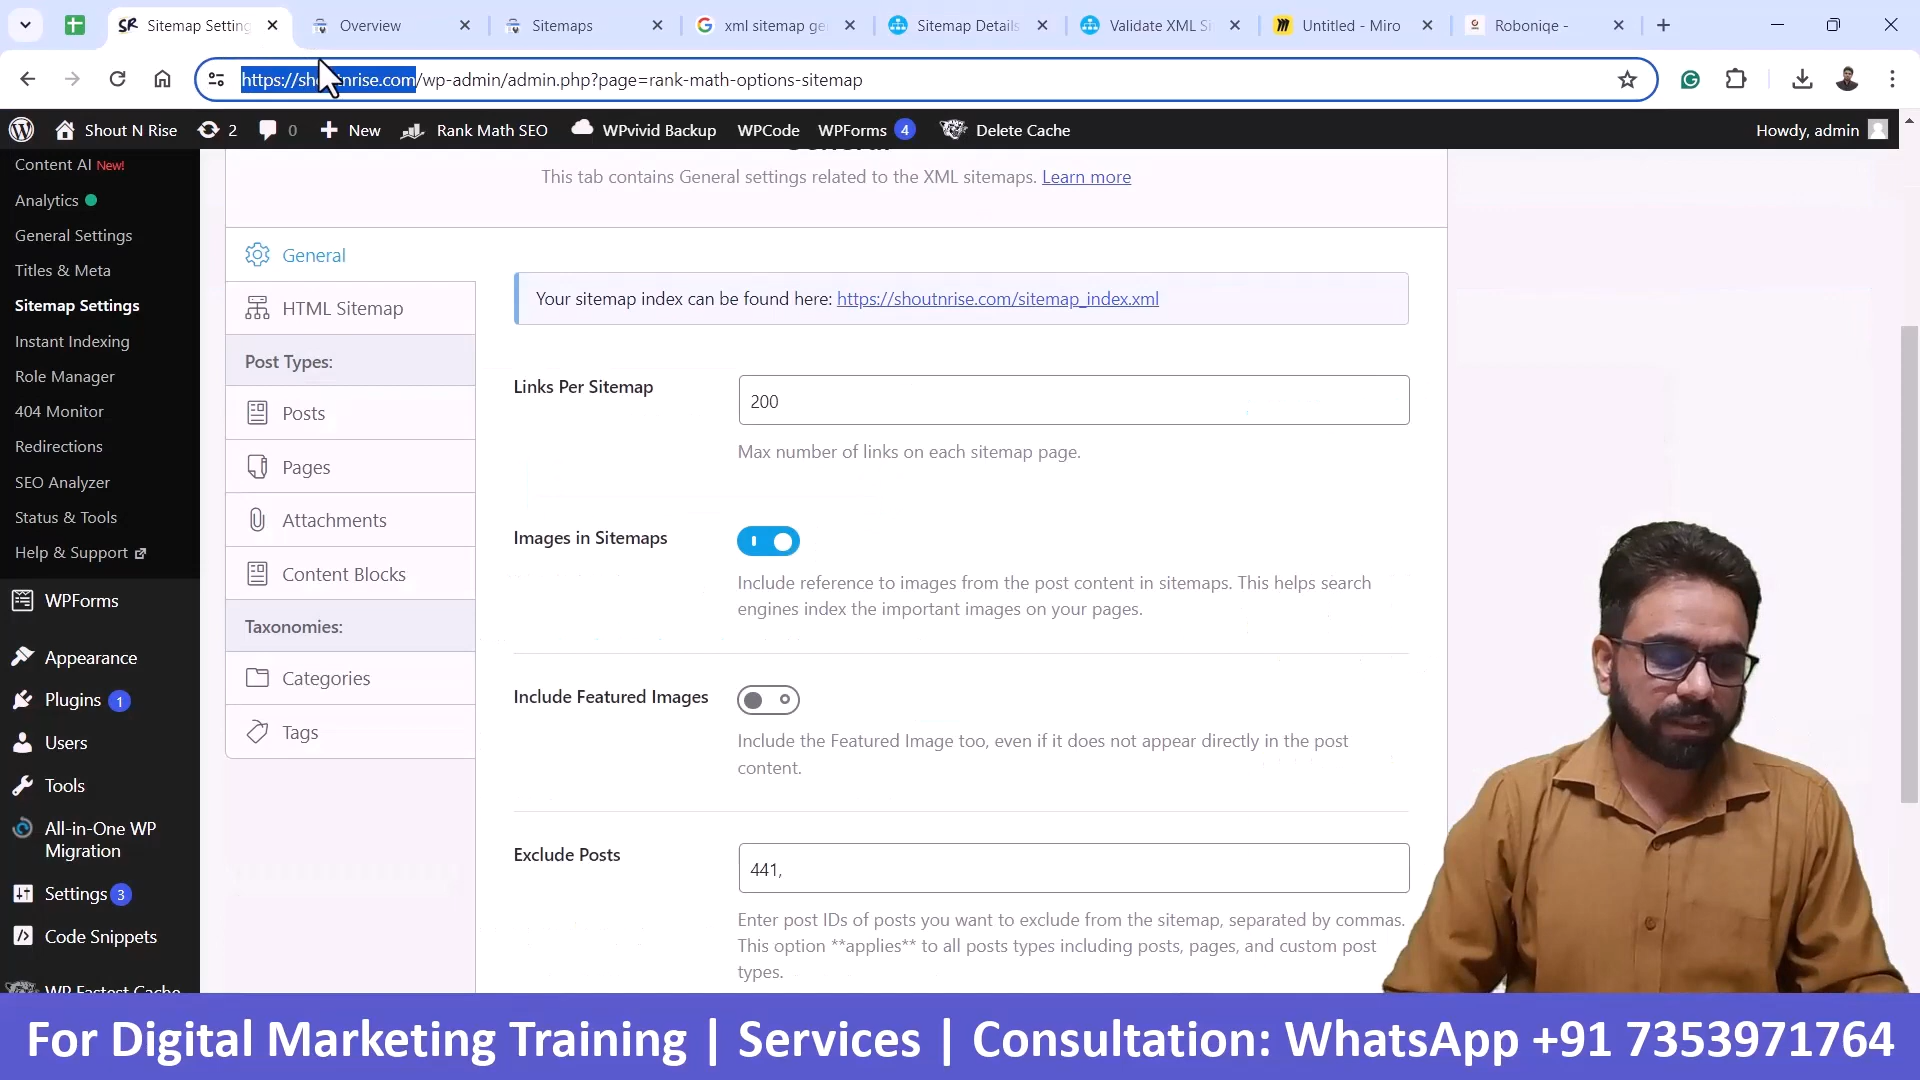 Sitemap Setting
Overview
Sitemaps
xml sitemap ge
Sitemap Details
Validate XML Si
Untitled - Miro
Roboniqe -
https://shoutnrise.com/wp-admin/admin.php?page=rank-math-options-sitemap
Shout N Rise
2
0
New
Rank Math SEO
WPvivid Backup
WPCode
WPForms 4
Delete Cache
Howdy, admin
Content AI New!
Analytics
General Settings
Titles & Meta
Sitemap Settings
Instant Indexing
Role Manager
404 Monitor
Redirections
SEO Analyzer
Status & Tools
Help & Support
WPForms
Appearance
Plugins 1
Users
Tools
All-in-One WP
Migration
Settings 3
Code Snippets
WP Fastest Cache
General
This tab contains General settings related to the XML sitemaps. Learn more
General
HTML Sitemap
Post Types:
Posts
Pages
Attachments
Content Blocks
Taxonomies:
Categories
Tags
Your sitemap index can be found here: https://shoutnrise.com/sitemap_index.xml
Links Per Sitemap
200
Max number of links on each sitemap page.
Images in Sitemaps
Include reference to images from the post content in sitemaps. This helps search
engines index the important images on your pages.
Include Featured Images
Include the Featured Image too, even if it does not appear directly in the post
content.
Exclude Posts
441,
Enter post IDs of posts you want to exclude from the sitemap, separated by commas.
This option **applies** to all posts types including posts, pages, and custom post
types.
For Digital Marketing Training | Services | Consultation: WhatsApp +91 7353971764